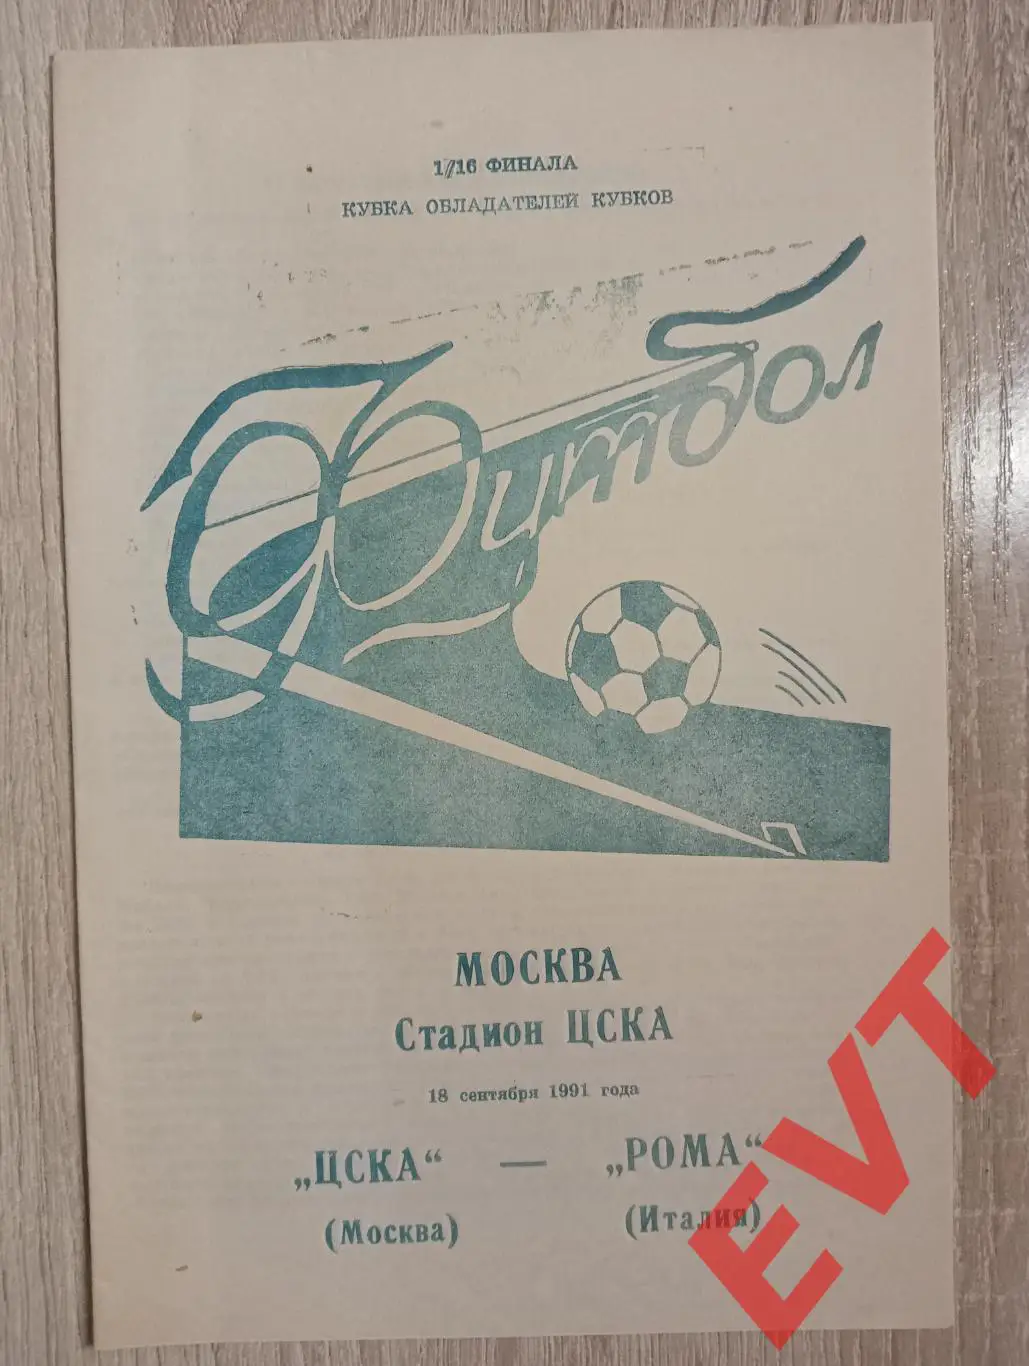 1/16 ФИНАЛА
КУБКА ОБЛАДАТЕЛЕЙ КУБКОВ
Футбол
МОСКВА
Стадион ЦСКА
18 сентября 1991 года
„ЦСКА“ — „РОМА“
(Москва) (Италия)
EVT